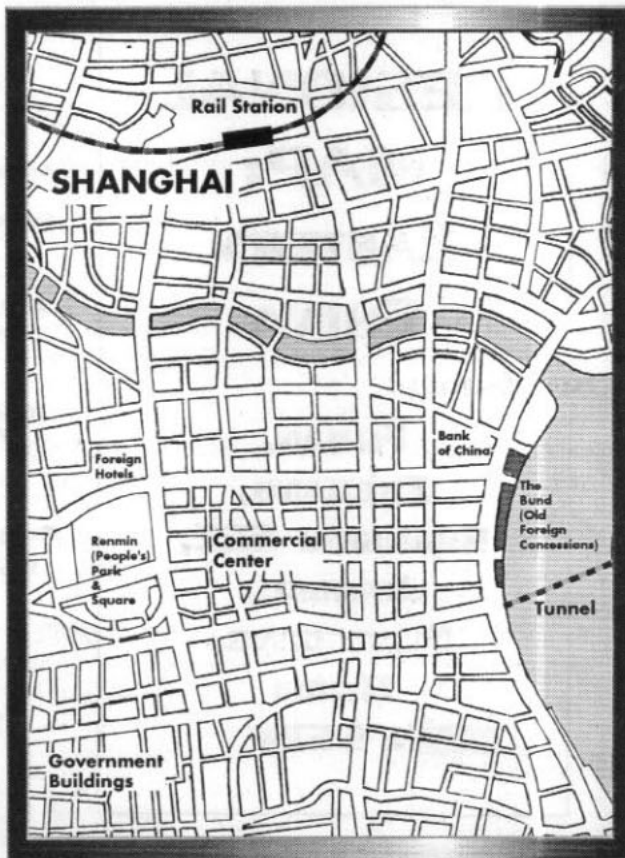 Rail Station
SHANGHAI
Bank
of China
Foreign
Hotels
The
Bund
(Old
Foreign
Concessions)
Renmin
(People's)
Park
&
Square
Commercial
Center
Tunnel
Government
Buildings